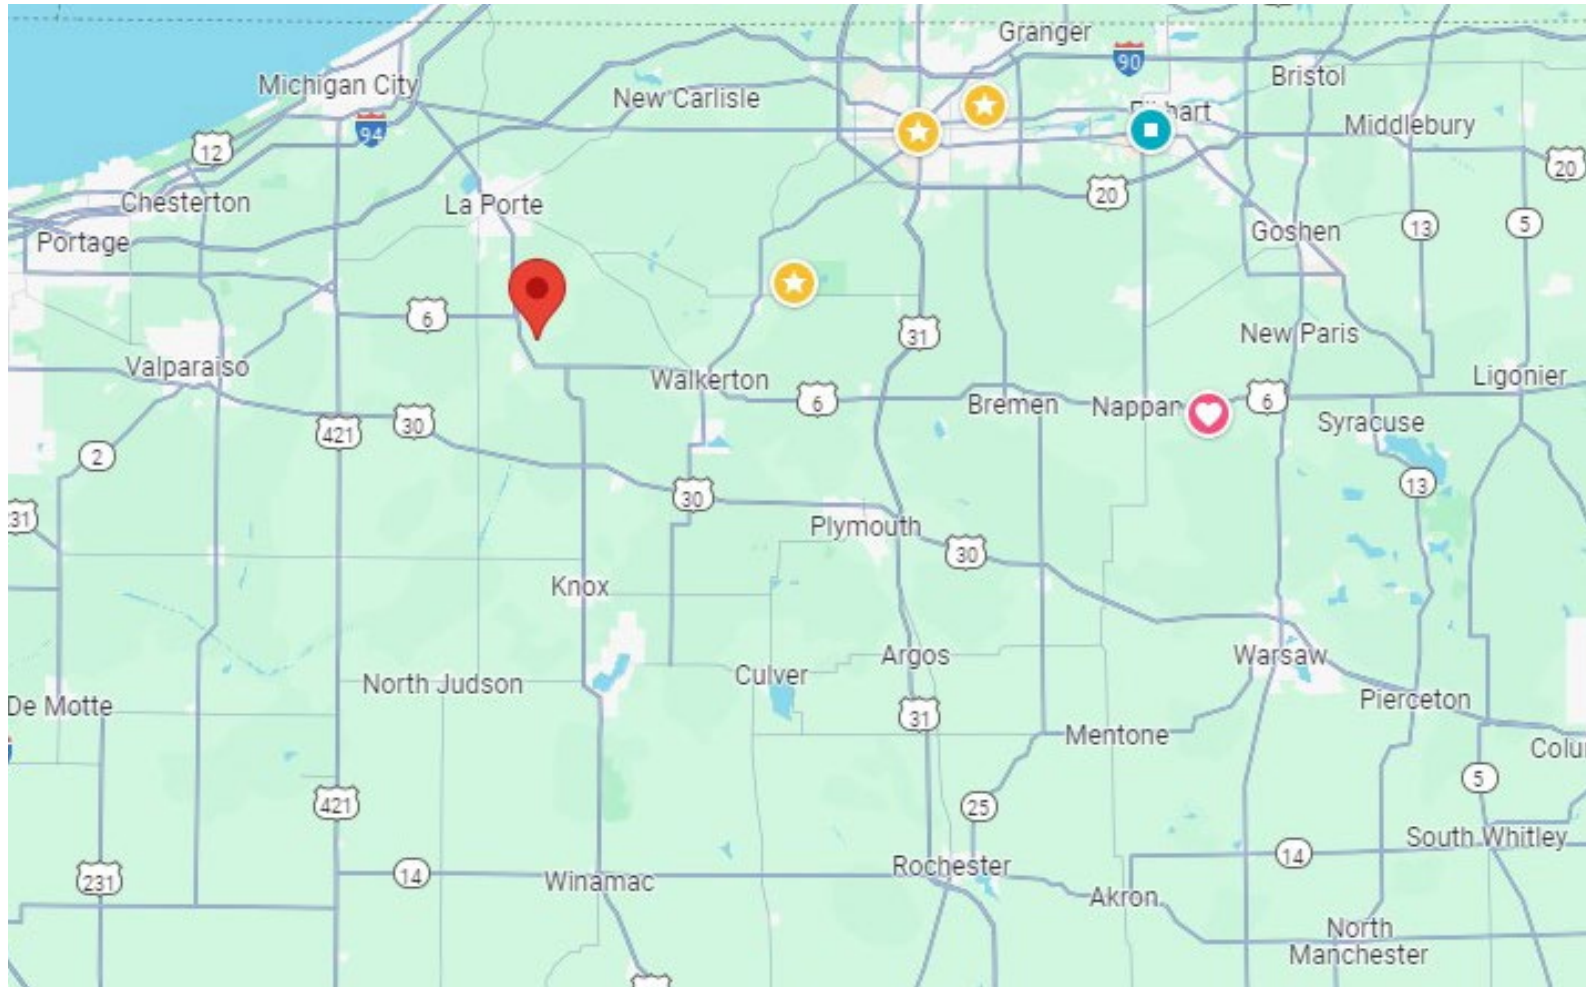 Granger
90
Bristol
Michigan City
New Carlisle
94
Middlebury
12
20
20
Chesterton
La Porte
13
5
Portage
Goshen
6
31
New Paris
Valparaiso
Walkerton
Ligonier
6
Bremen
Nappan
6
Syracuse
421
30
2
13
30
31
Plymouth
30
Knox
Argos
Warsaw
Culver
North Judson
Pierceton
De Motte
31
Mentone
Colu
5
421
25
South Whitley
14
Rochester
14
231
Winamac
Akron
North
Manchester